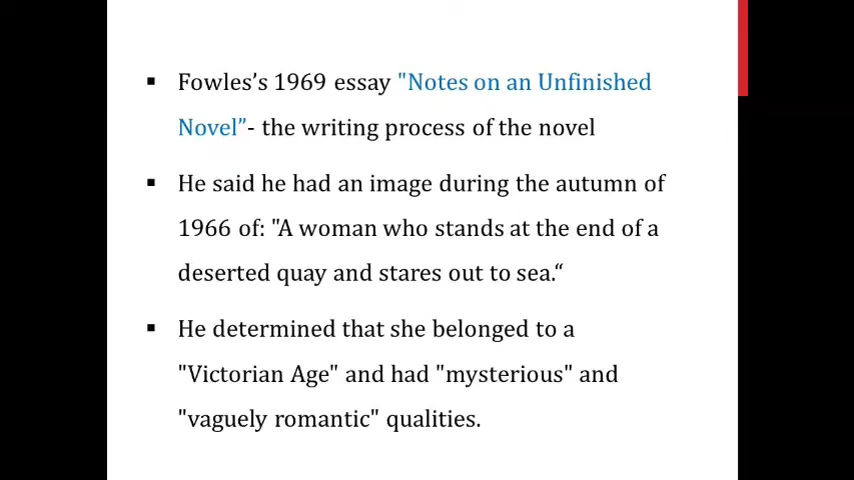 ▪ Fowles’s 1969 essay "Notes on an Unfinished
Novel”- the writing process of the novel
▪ He said he had an image during the autumn of
1966 of: "A woman who stands at the end of a
deserted quay and stares out to sea.“
▪ He determined that she belonged to a
"Victorian Age" and had "mysterious" and
"vaguely romantic" qualities.